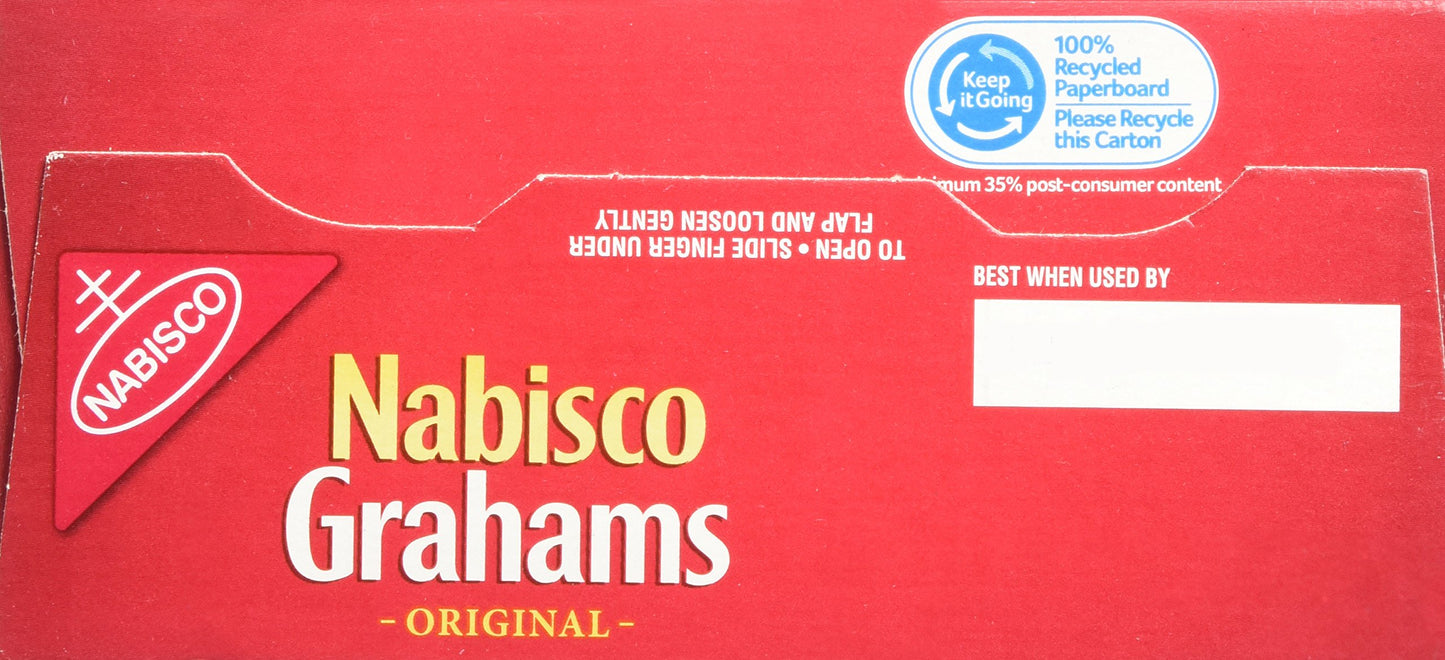 Keep
it Going
100%
Recycled
Paperboard
Please Recycle
this Carton
35% post-consumer content
TO OPEN • SLIDE FINGER UNDER
FLAP AND LOOSEN GENTLY
BEST WHEN USED BY
NABISCO
Nabisco
Grahams
- ORIGINAL -